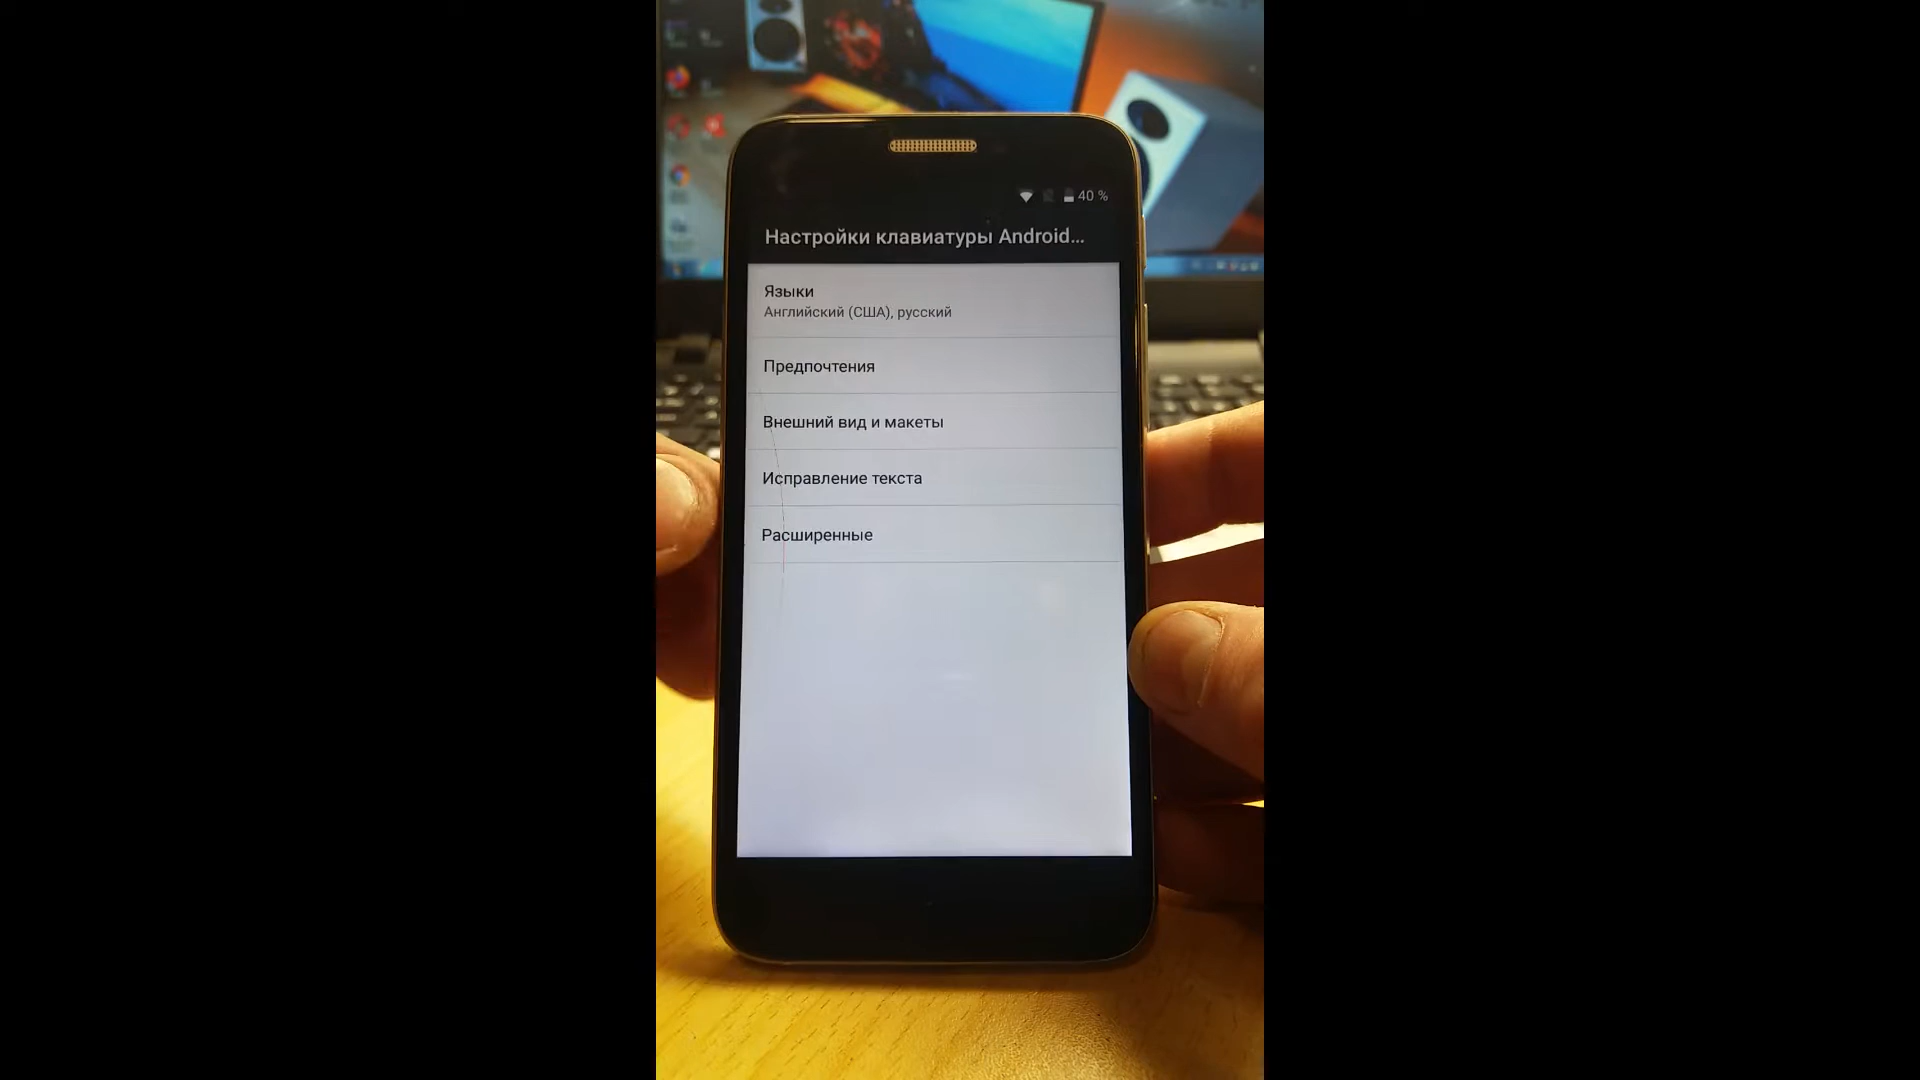 40 %
Настройки клавиатуры Android...
Языки
Английский (США), русский
Предпочтения
Внешний вид и макеты
Исправление текста
Расширенные